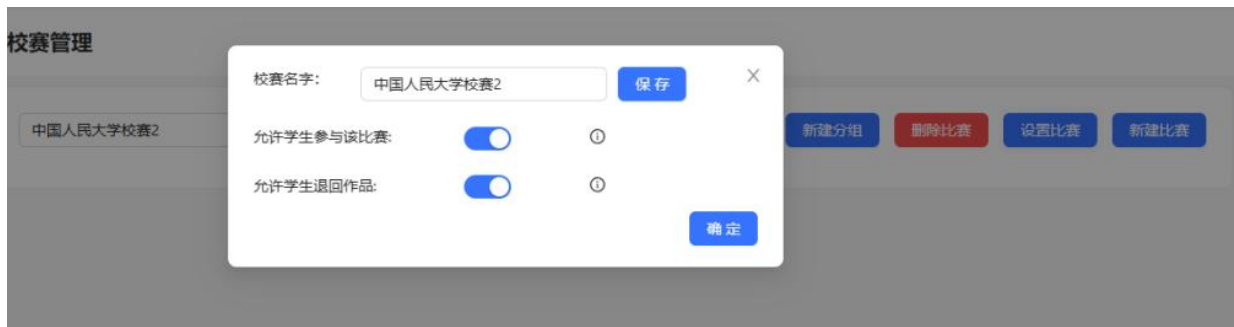 校赛管理
校赛名字:
中国人民大学校赛2
保存
中国人民大学校赛2
允许学生参与该比赛:
新建分组
删除比赛
设置比赛
新建比赛
允许学生退回作品:
确定